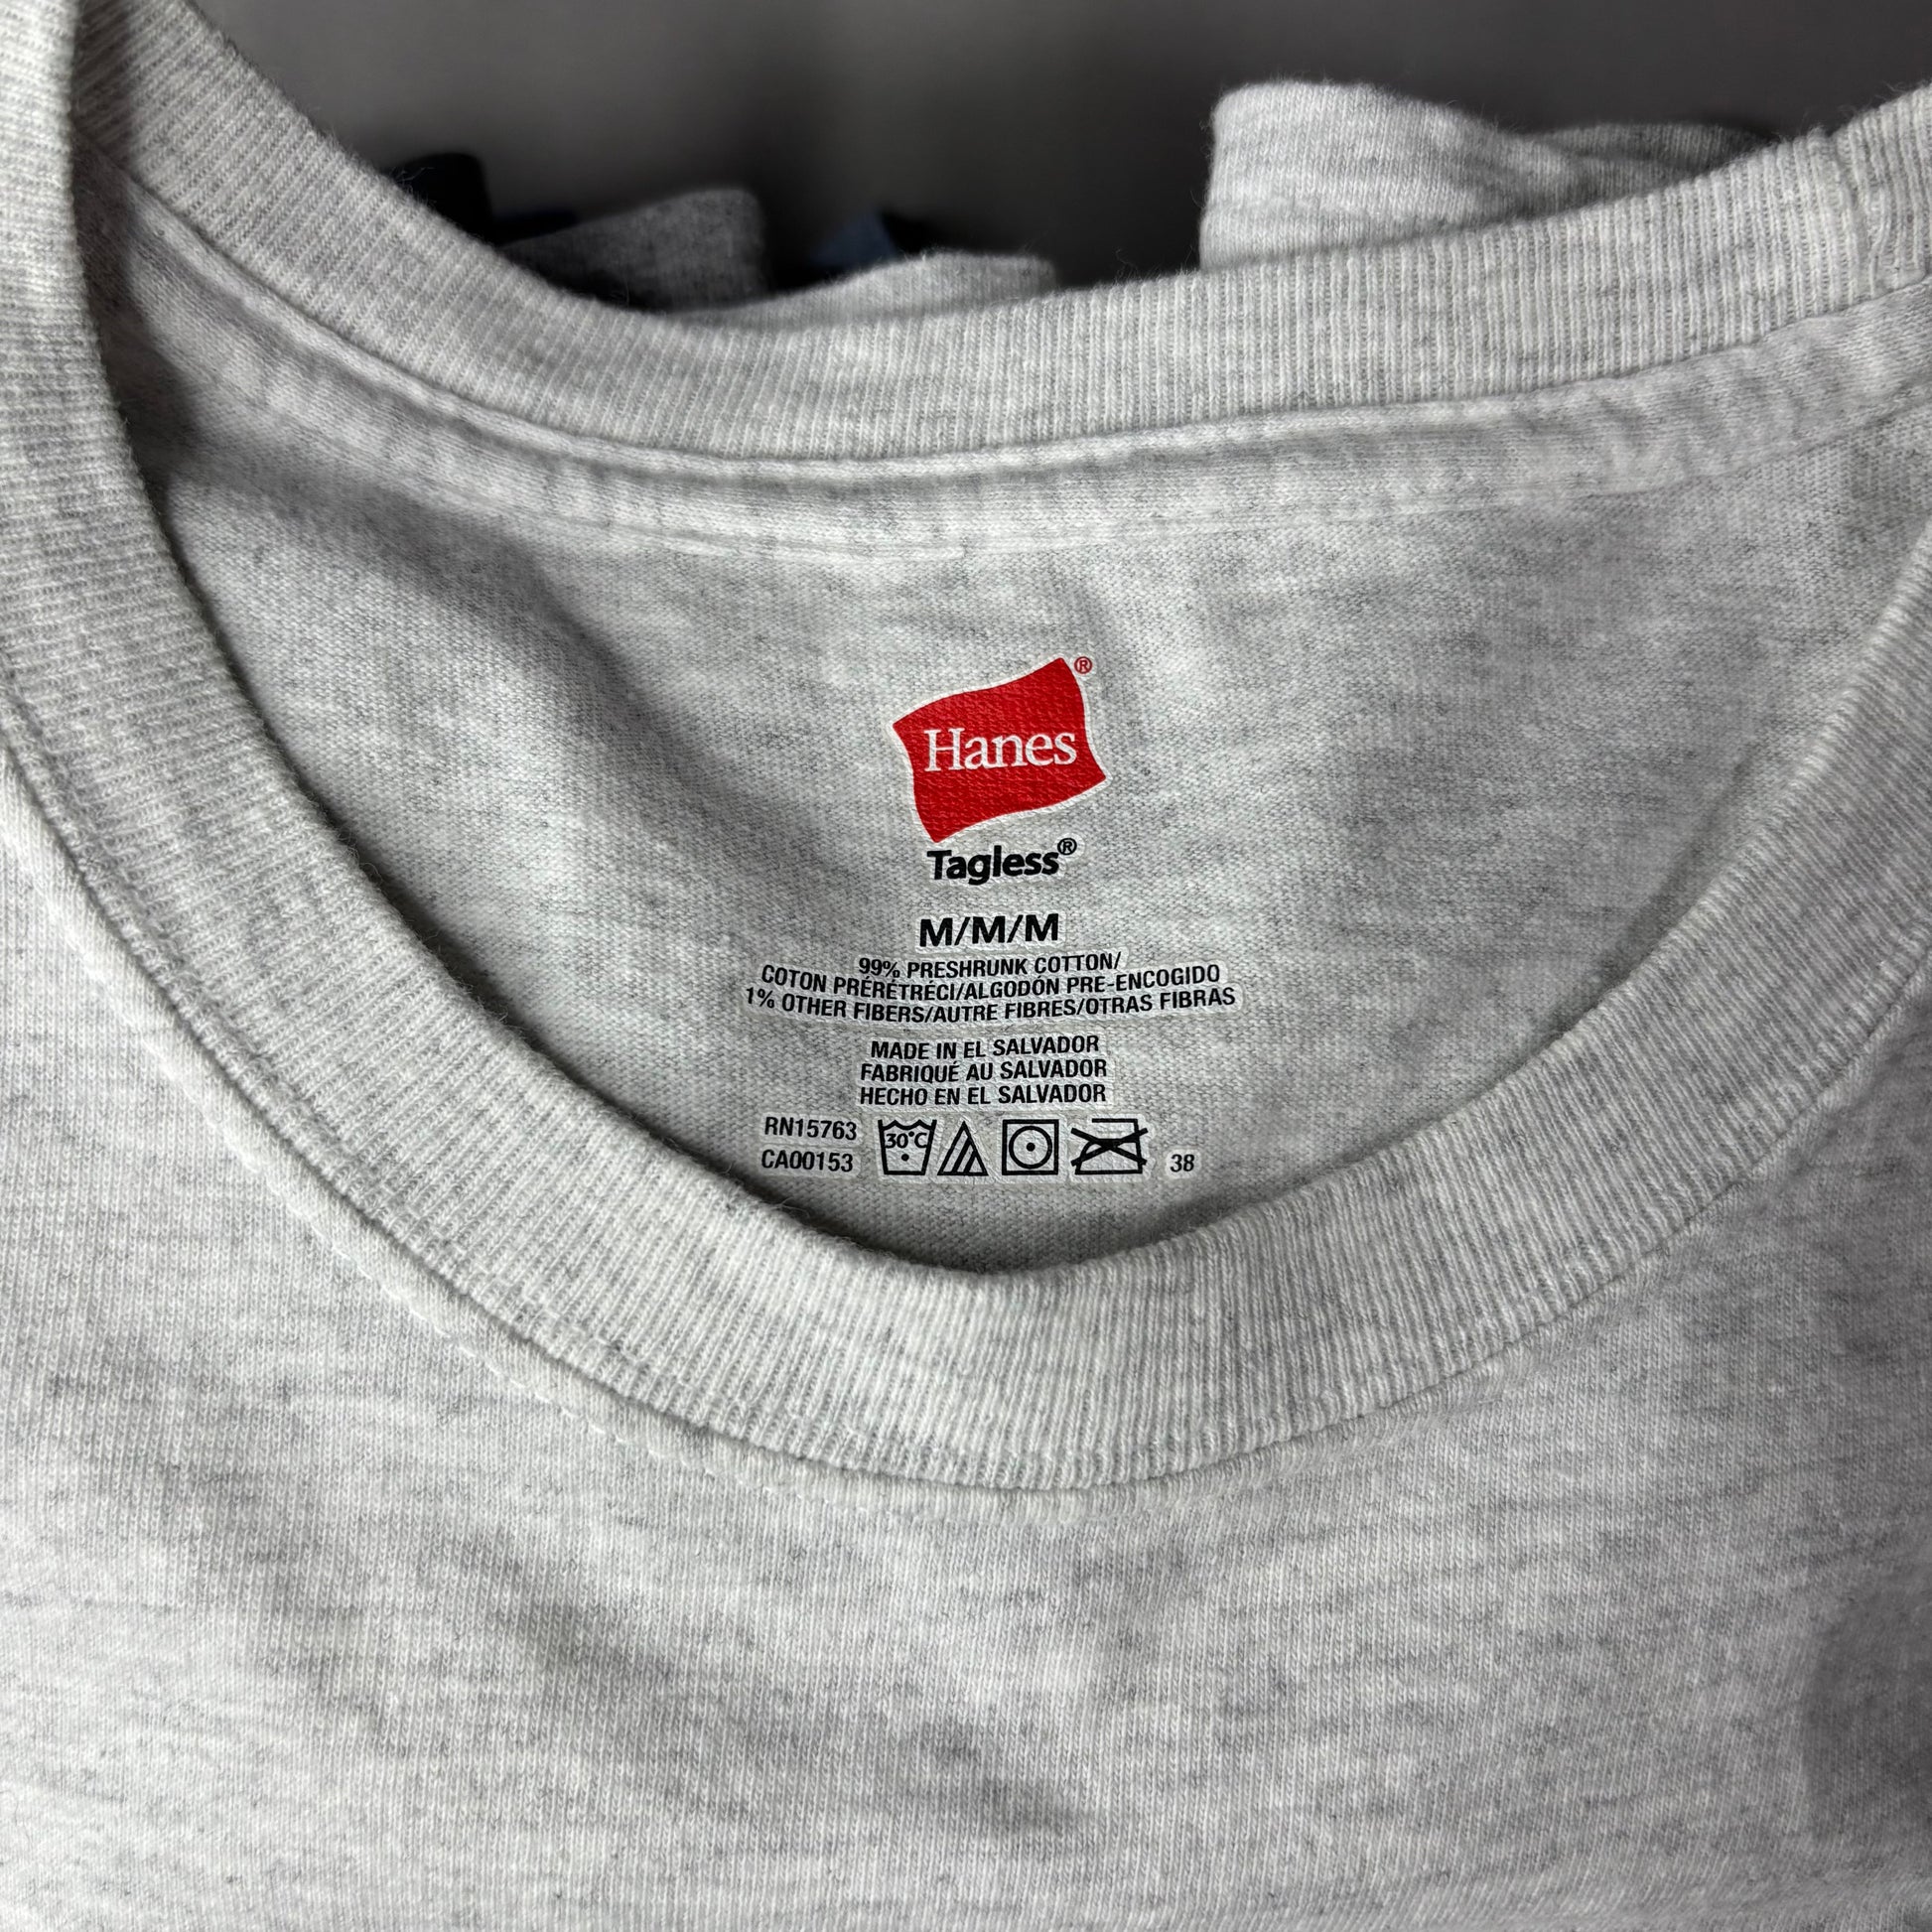 Hanes®
Tagless®
M/M/M
99% PRESHRUNK COTTON/
COTON PRÉRÉTRÉCI/ALGODÓN PRE-ENCOGIDO
1% OTHER FIBERS/AUTRE FIBRES/OTRAS FIBRAS
MADE IN EL SALVADOR
FABRIQUÉ AU SALVADOR
HECHO EN EL SALVADOR
RN15763
CA00153
30°C
38